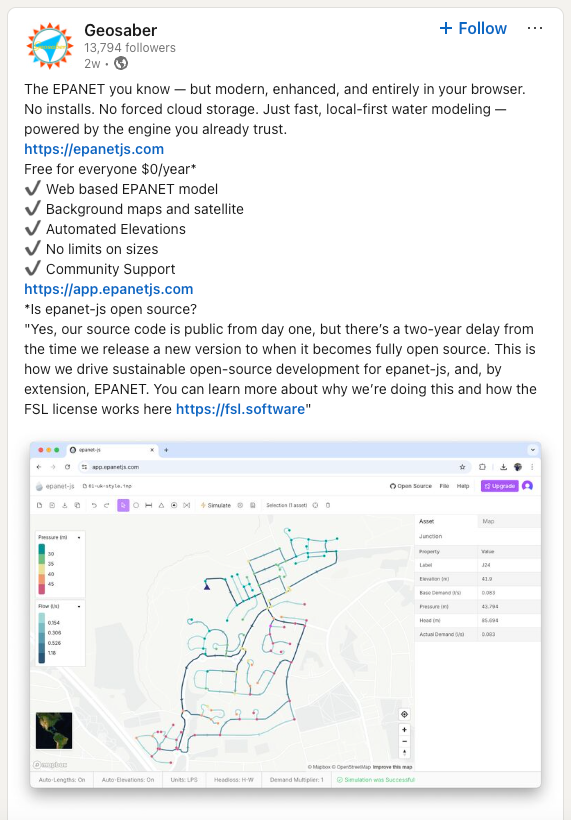 Geosaber
13,794 followers
2w •
+ Follow
The EPANET you know — but modern, enhanced, and entirely in your browser.
No installs. No forced cloud storage. Just fast, local-first water modeling —
powered by the engine you already trust.
https://epanetjs.com
Free for everyone $0/year*
✔ Web based EPANET model
✔ Background maps and satellite
✔ Automated Elevations
✔ No limits on sizes
✔ Community Support
https://app.epanetjs.com
*Is epanet-js open source?
"Yes, our source code is public from day one, but there's a two-year delay from
the time we release a new version to when it becomes fully open source. This is
how we drive sustainable open-source development for epanet-js, and, by
extension, EPANET. You can learn more about why we're doing this and how the
FSL license works here https://fsl.software"
epanet-js
app.epanetjs.com
epanet-js
01-uk-style.inp
Open Source
File
Help
Upgrade
Simulate
Selection (1 asset)
Pressure (m)
30
35
40
45
Flow (l/s)
0.154
0.306
0.526
1.16
Asset
Map
Junction
Property Value
Label J24
Elevation (m) 41.9
Base Demand (l/s) 0.063
Pressure (m) 43.794
Head (m) 85.694
Actual Demand (l/s) 0.063
mapbox
© Mapbox © OpenStreetMap Improve this map
Auto-Lengths: On
Auto-Elevations: On
Units: LPS
Headloss: H-W
Demand Multiplier: 1
Simulation was Successful